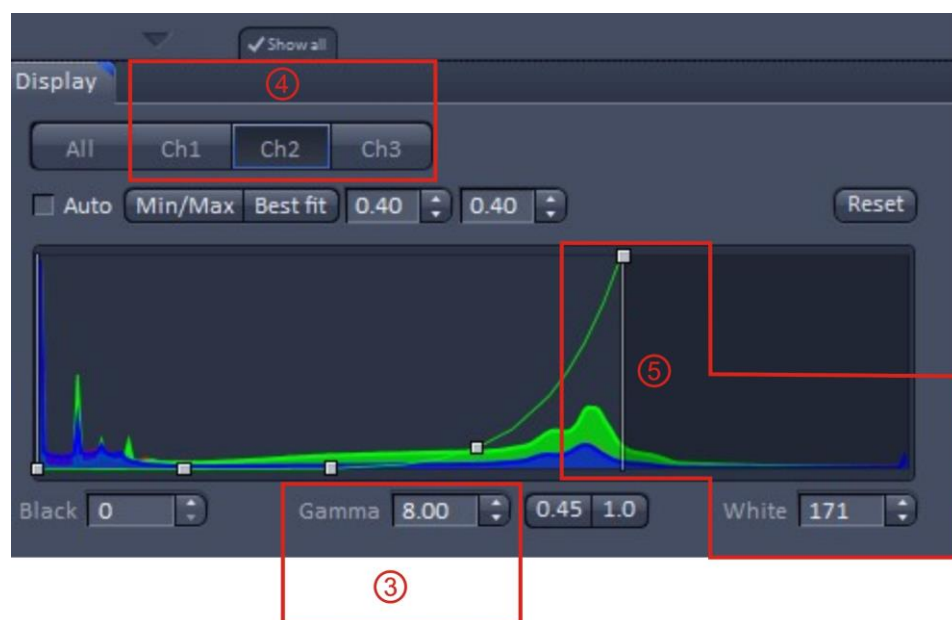 ✓ Show all
Display
④
All Ch1 Ch2 Ch3
Auto Min/Max Best fit 0.40 0.40 Reset
⑤
Black 0 Gamma 8.00 0.45 1.0 White 171
③